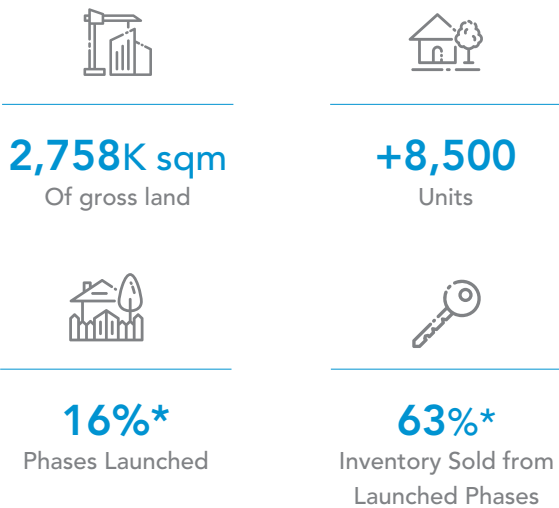 2,758K sqm
Of gross land
+8,500
Units
16%*
Phases Launched
63%*
Inventory Sold from
Launched Phases